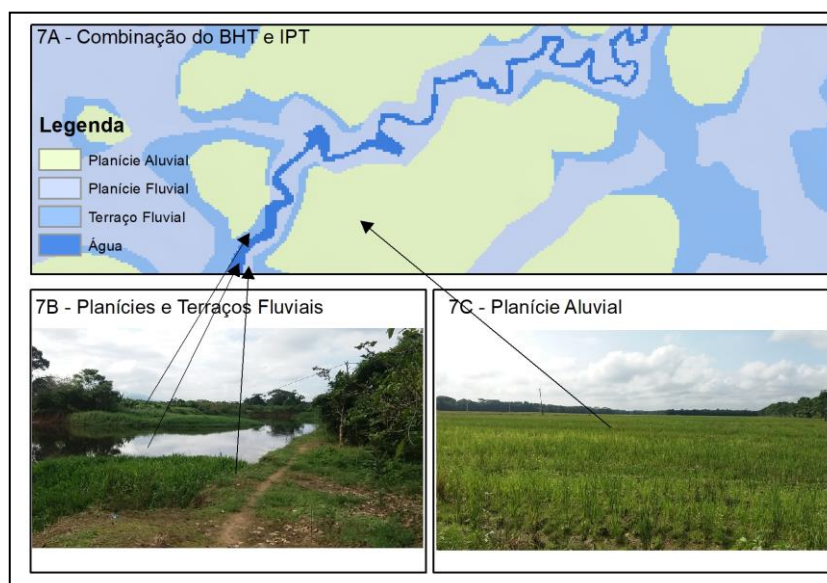 7A - Combinação do BHT e IPT
Legenda
Planície Aluvial
Planície Fluvial
Terraço Fluvial
Água
7B - Planícies e Terraços Fluviais
7C - Planície Aluvial